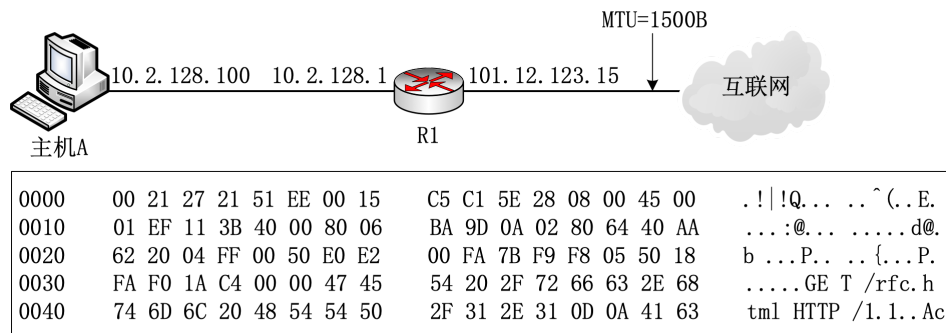 MTU=1500B
10.2.128.100 10.2.128.1 101.12.123.15 互联网
R1
主机A
0000 00 21 27 21 51 EE 00 15 C5 C1 5E 28 08 00 45 00 .!|!Q... ..^(..E.
0010 01 EF 11 3B 40 00 80 06 BA 9D 0A 02 80 64 40 AA ...:@... .....d@.
0020 62 20 04 FF 00 50 E0 E2 00 FA 7B F9 F8 05 50 18 b ...P.. ..{...P.
0030 FA F0 1A C4 00 00 47 45 54 20 2F 72 66 63 2E 68 .....GE T /rfc.h
0040 74 6D 6C 20 48 54 54 50 2F 31 2E 31 0D 0A 41 63 tml HTTP /1.1..Ac